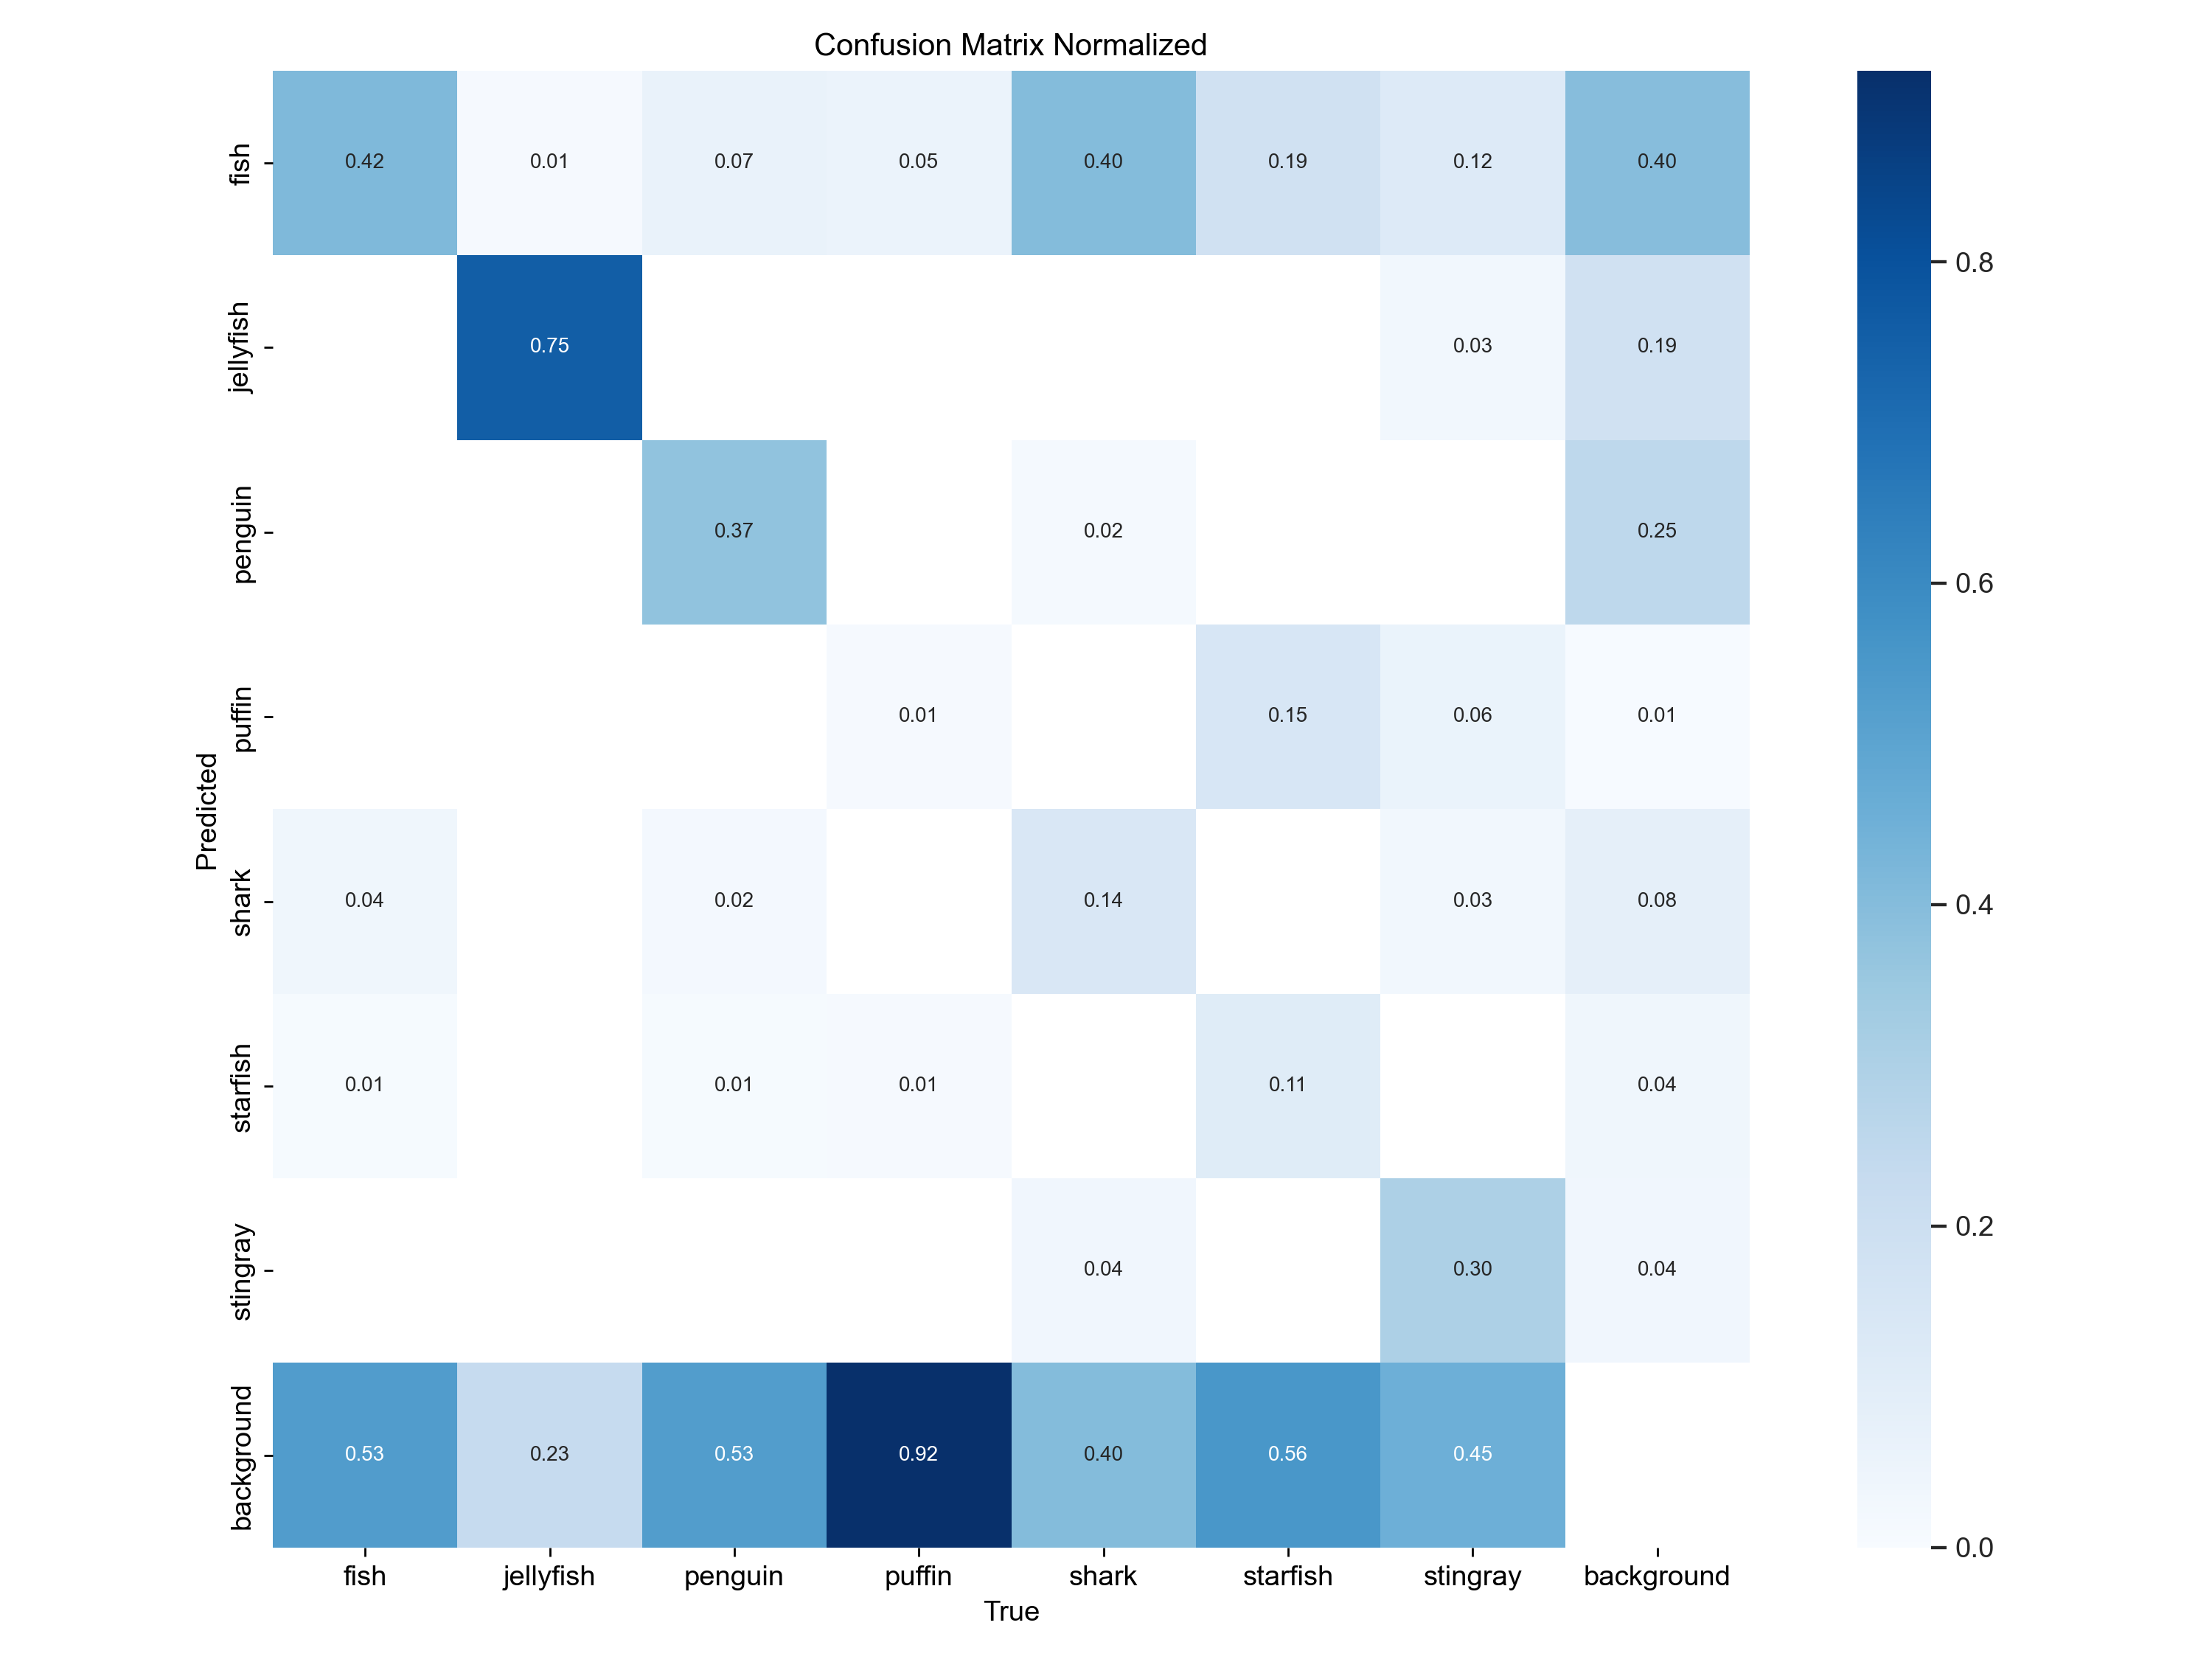 Confusion Matrix Normalized
fish 0.42 0.01 0.07 0.05 0.40 0.19 0.12 0.40
jellyfish 0.75 0.03 0.19
penguin 0.37 0.02 0.25
puffin 0.01 0.15 0.06 0.01
shark 0.04 0.02 0.14 0.03 0.08
starfish 0.01 0.01 0.01 0.11 0.04
stingray 0.04 0.30 0.04
background 0.53 0.23 0.53 0.92 0.40 0.56 0.45
Predicted
fish jellyfish penguin puffin shark starfish stingray background
True
0.8
0.6
0.4
0.2
0.0